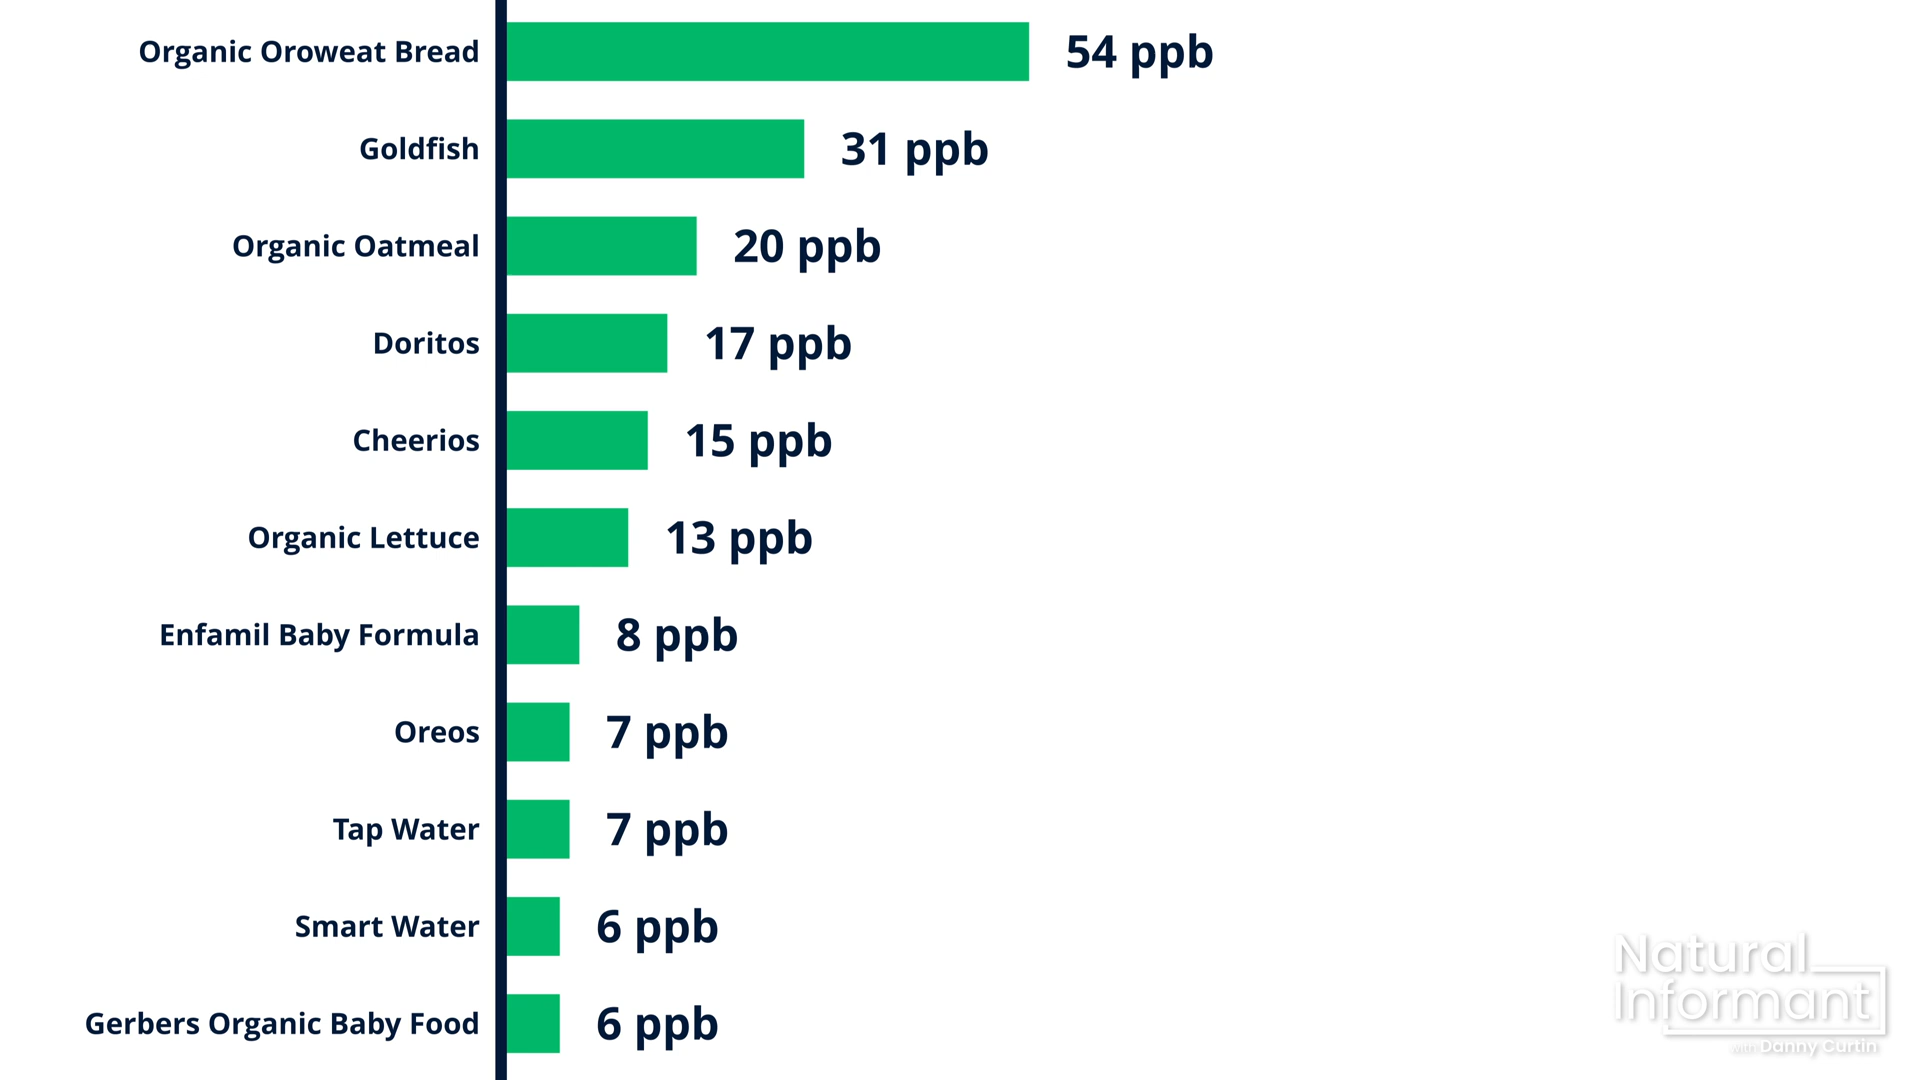 Organic Oroweat Bread 54 ppb
Goldfish 31 ppb
Organic Oatmeal 20 ppb
Doritos 17 ppb
Cheerios 15 ppb
Organic Lettuce 13 ppb
Enfamil Baby Formula 8 ppb
Oreos 7 ppb
Tap Water 7 ppb
Smart Water 6 ppb
Gerbers Organic Baby Food 6 ppb
Natural
Informant
with Danny Curtin